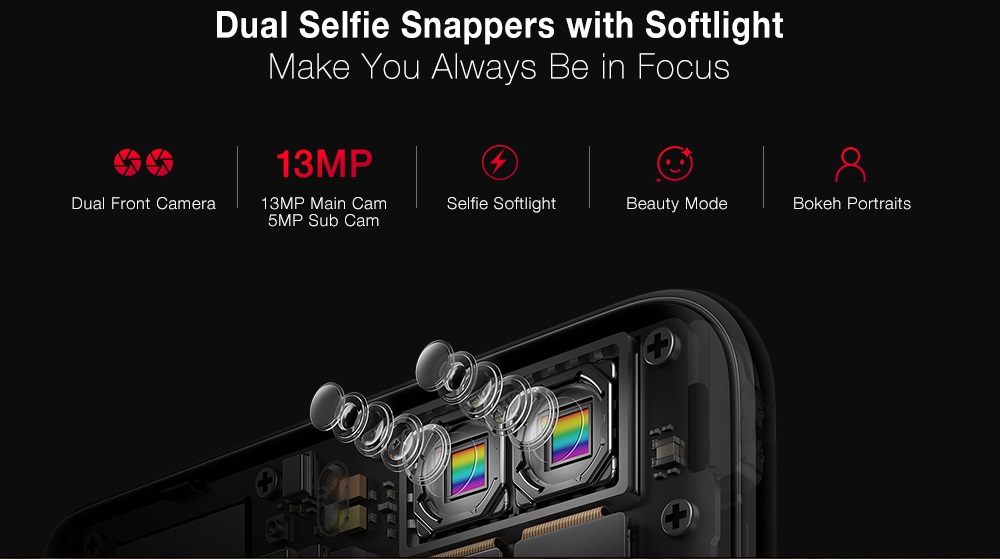 Dual Selfie Snappers with Softlight
Make You Always Be in Focus
13MP
Dual Front Camera
13MP Main Cam
5MP Sub Cam
Selfie Softlight
Beauty Mode
Bokeh Portraits